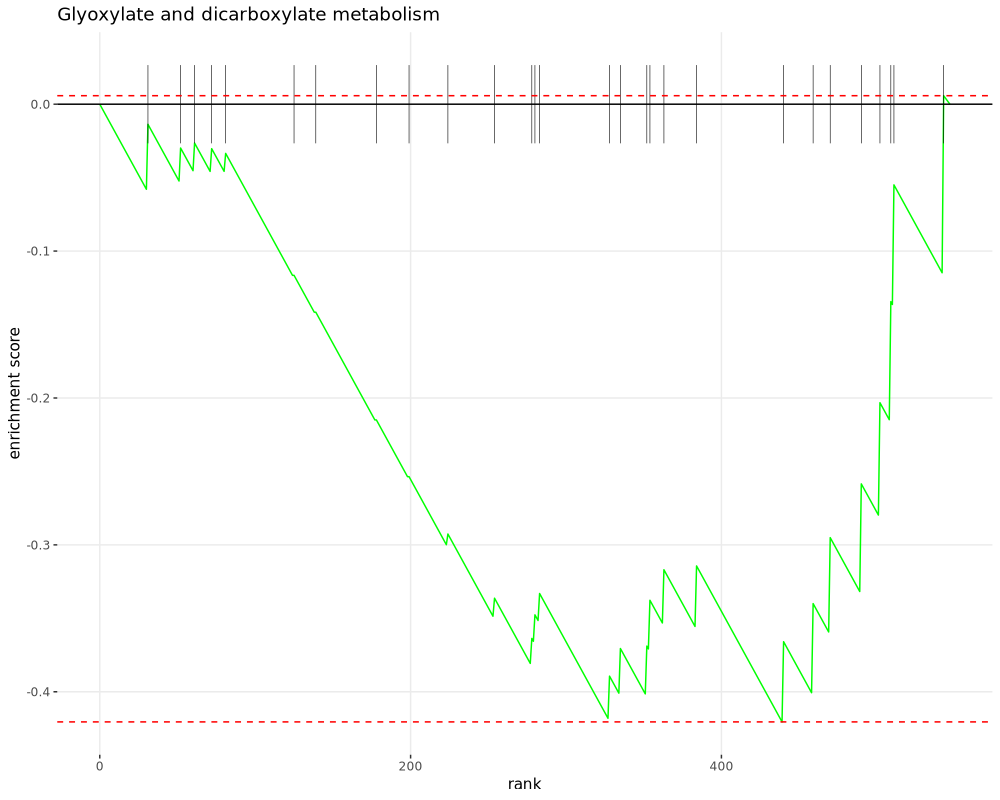 Glyoxylate and dicarboxylate metabolism
0.0
-0.1
-0.2
-0.3
-0.4
enrichment score
0 200 400
rank